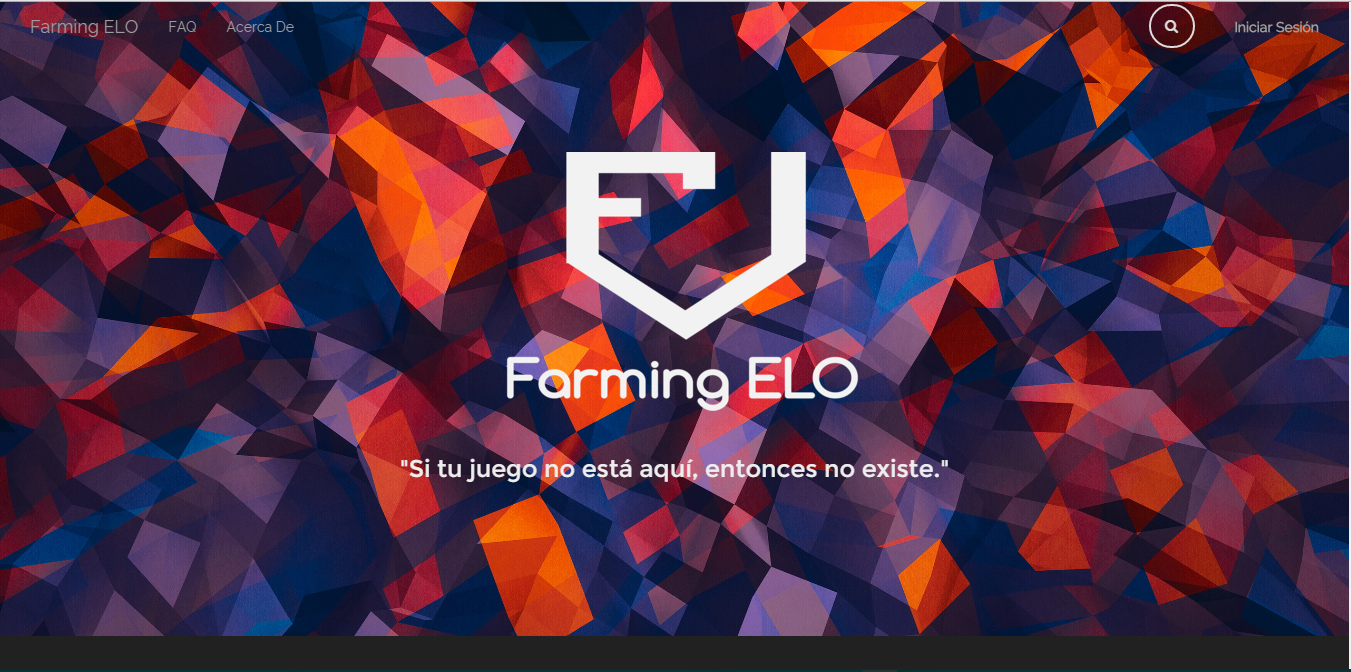 Farming ELO FAQ Acerca De Iniciar Sesión
Farming ELO
"Si tu juego no está aquí, entonces no existe."